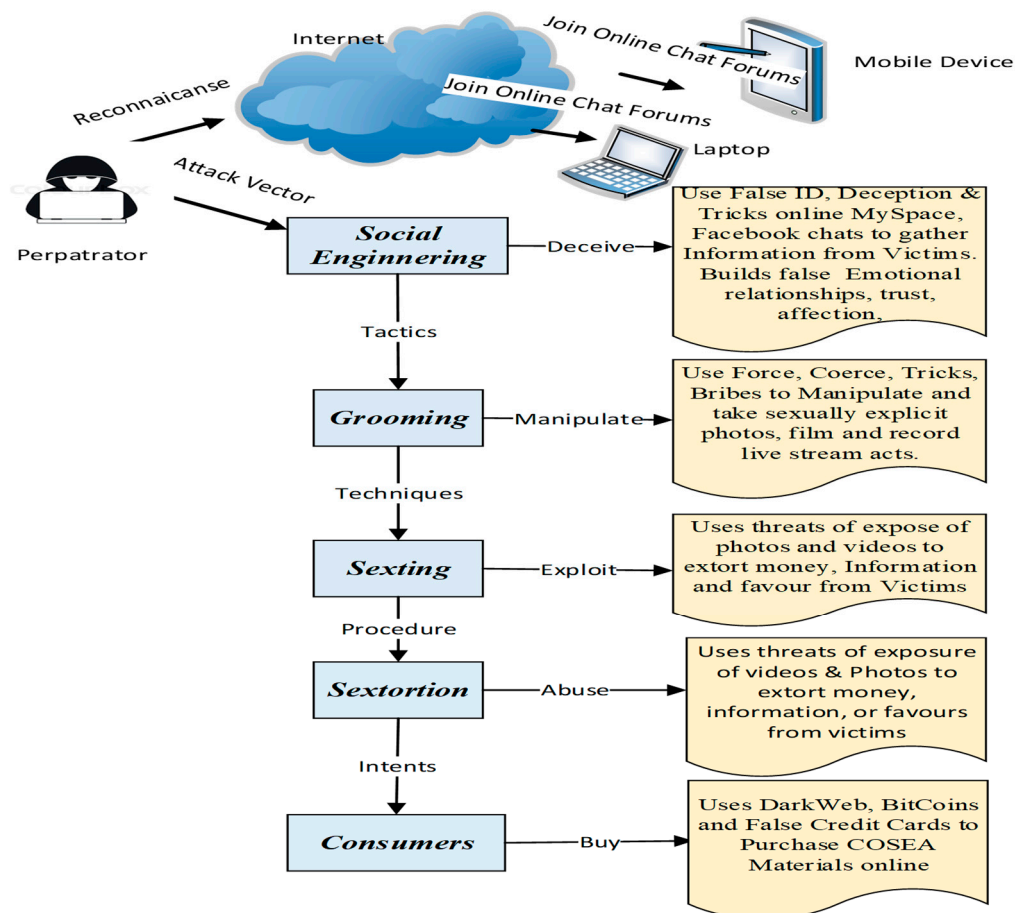 Internet
Join Online Chat Forums
Mobile Device
Reconnaicanse
Join Online Chat Forums
Laptop
Attack Vector
Perpatrator
Social
Enginnering
Deceive
Use False ID, Deception &
Tricks online MySpace,
Facebook chats to gather
Information from Victims.
Builds false Emotional
relationships, trust,
affection,
Tactics
Grooming
Manipulate
Use Force, Coerce, Tricks,
Bribes to Manipulate and
take sexually explicit
photos, film and record
live stream acts.
Techniques
Sexting
Exploit
Uses threats of expose of
photos and videos to
extort money, Information
and favour from Victims
Procedure
Sextortion
Abuse
Uses threats of exposure
of videos & Photos to
extort money,
information, or favours
from victims
Intents
Consumers
Buy
Uses DarkWeb, BitCoins
and False Credit Cards to
Purchase COSEA
Materials online